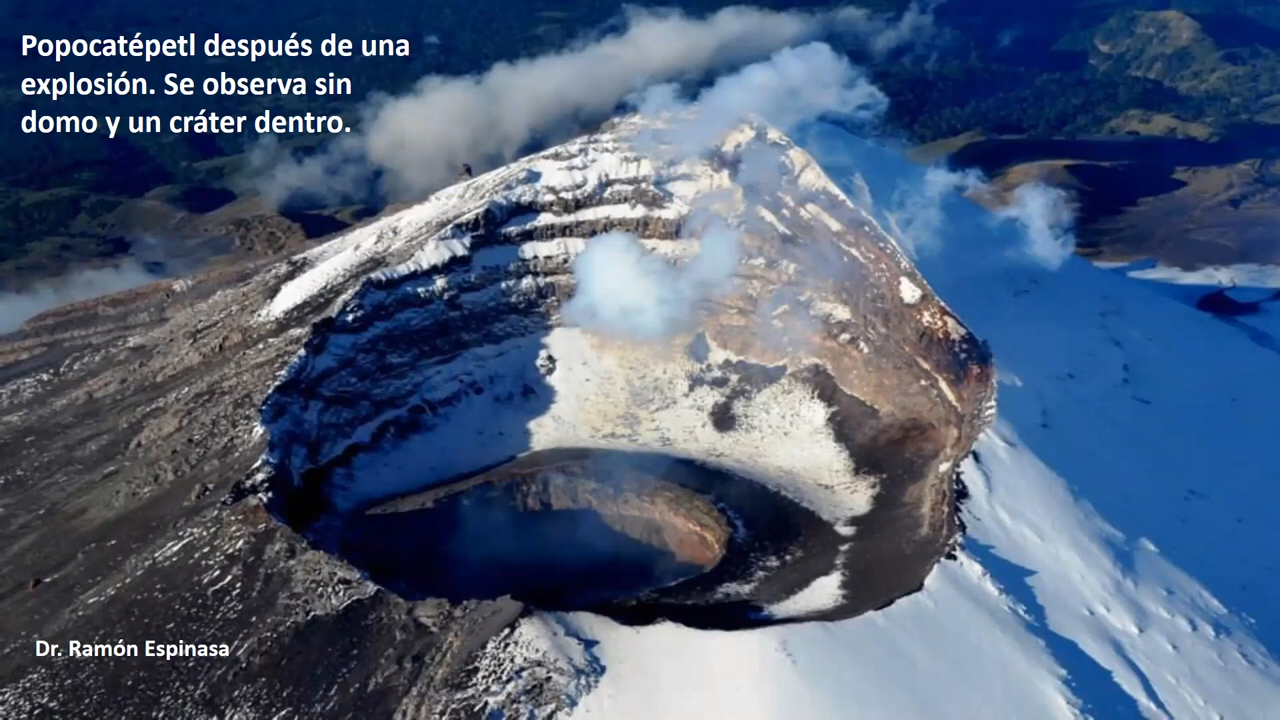 Popocatépetl después de una
explosión. Se observa sin
domo y un cráter dentro.
Dr. Ramón Espinasa